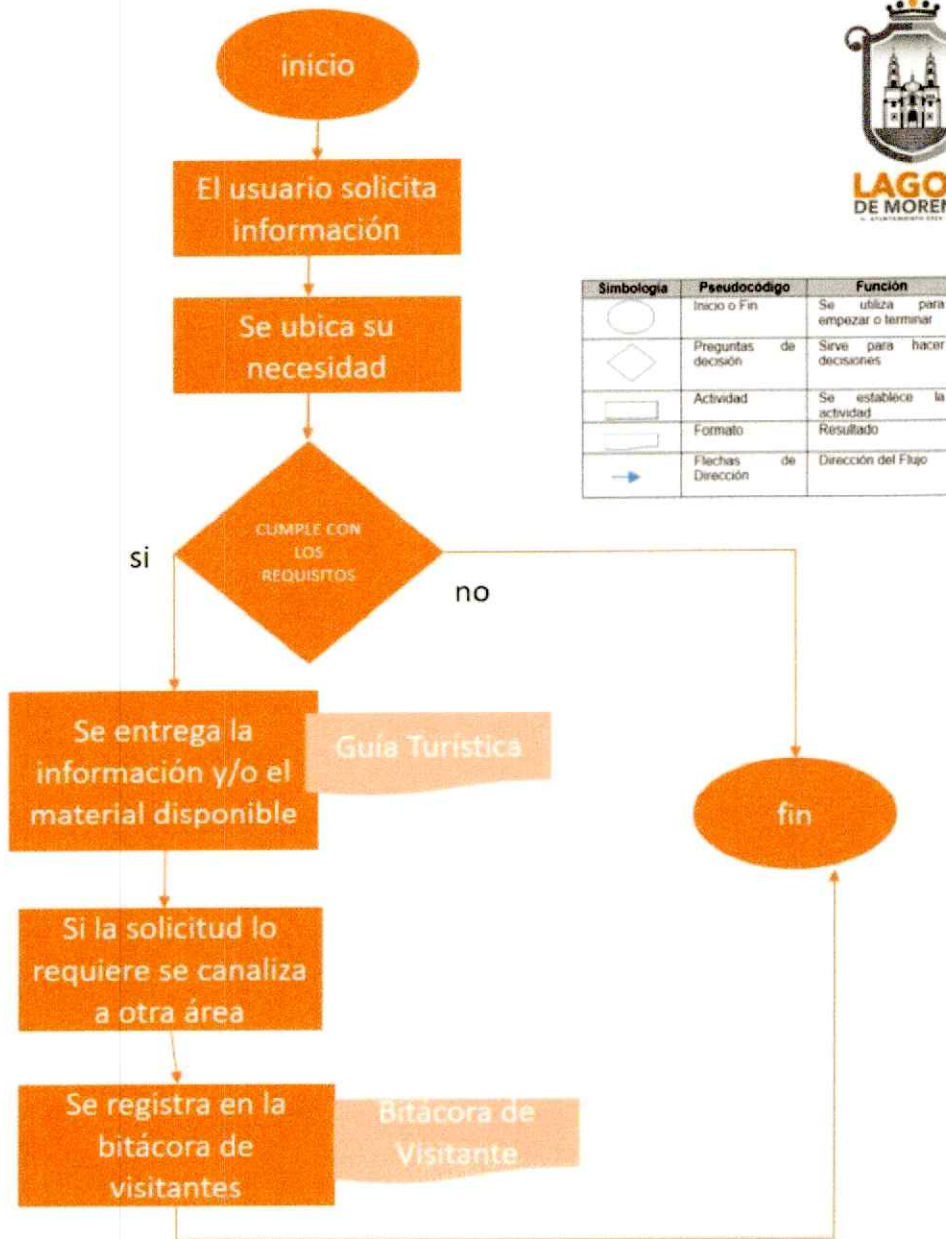 inicio
El usuario solicita
información
Se ubica su
necesidad
CUMPLE CON
LOS
REQUISITOS
si
no
Se entrega la
información y/o el
material disponible
Guía Turística
fin
Si la solicitud lo
requiere se canaliza
a otra área
Se registra en la
bitácora de
visitantes
Bitácora de
Visitante
LAGO
DE MOREN
Simbología Pseudocódigo Función
Inicio o Fin Se utiliza para
empezar o terminar
Preguntas de Sirve para hacer
decisión decisiones
Actividad Se establece la
actividad
Formato Resultado
Flechas de Dirección del Flujo
Dirección